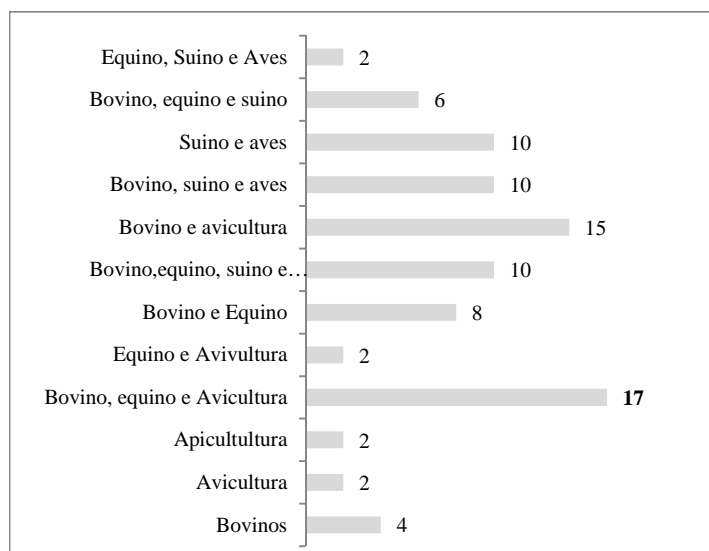 Equino, Suino e Aves 2
Bovino, equino e suino 6
Suino e aves 10
Bovino, suino e aves 10
Bovino e avicultura 15
Bovino,equino, suino e… 10
Bovino e Equino 8
Equino e Avivultura 2
Bovino, equino e Avicultura 17
Apicultultura 2
Avicultura 2
Bovinos 4